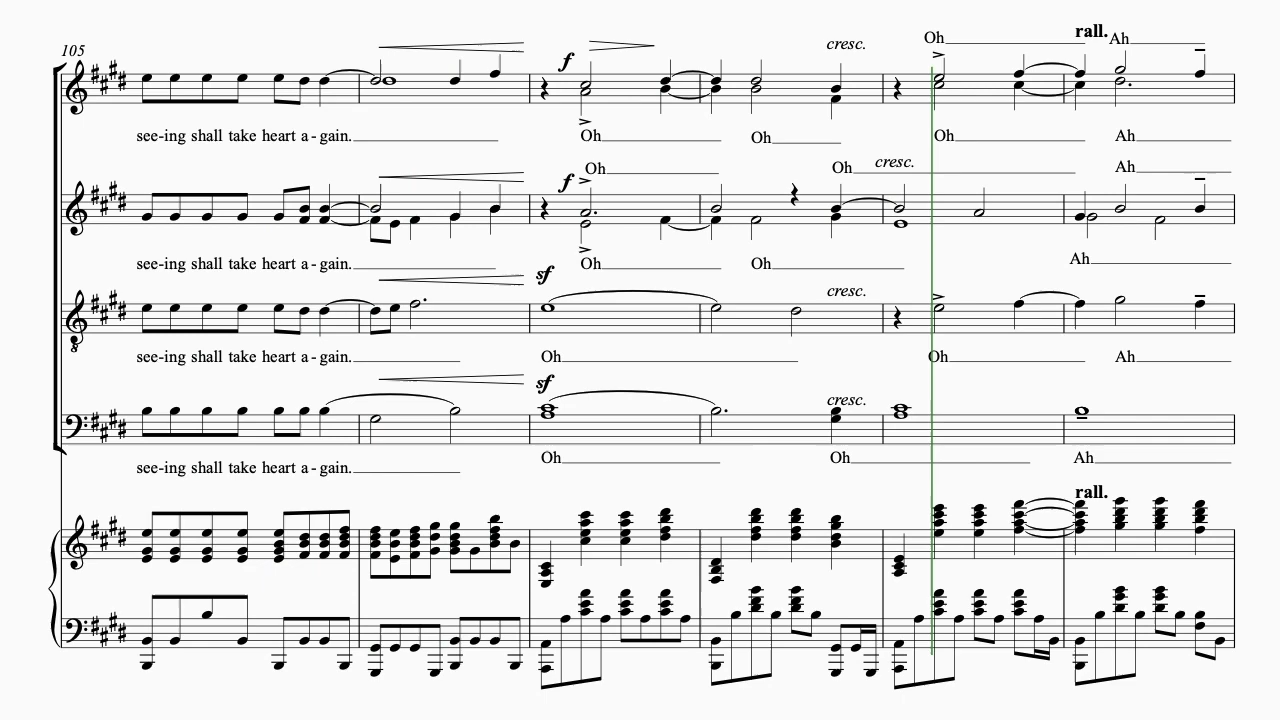 105
cresc.
Oh
rall.
Ah
f
see-ing shall take heart a-gain.
Oh
Oh
Oh
Ah
Oh
Oh
cresc.
Ah
f
see-ing shall take heart a-gain.
Oh
Oh
Ah
sf
cresc.
see-ing shall take heart a-gain.
Oh
Oh
Ah
sf
cresc.
see-ing shall take heart a-gain.
Oh
Oh
Ah
rall.